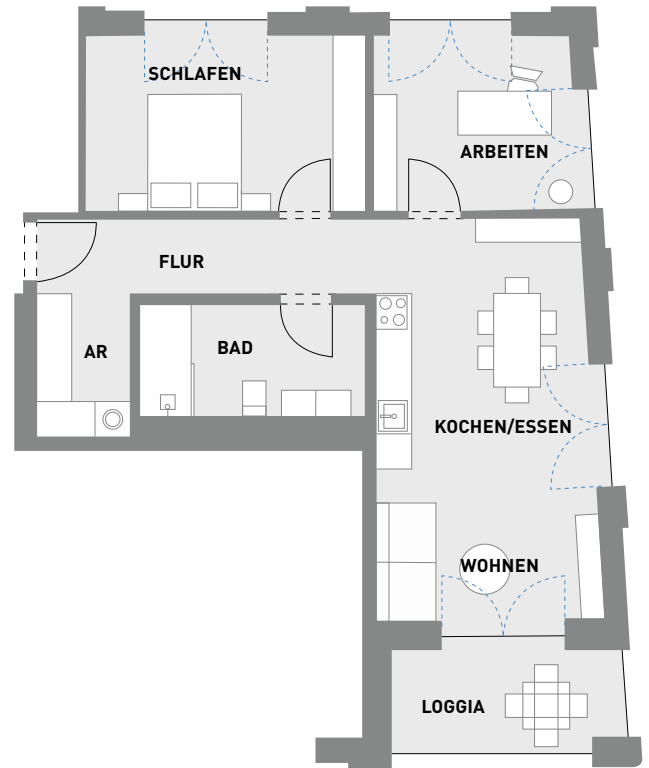 SCHLAFEN
ARBEITEN
FLUR
AR
BAD
KOCHEN/ESSEN
WOHNEN
LOGGIA